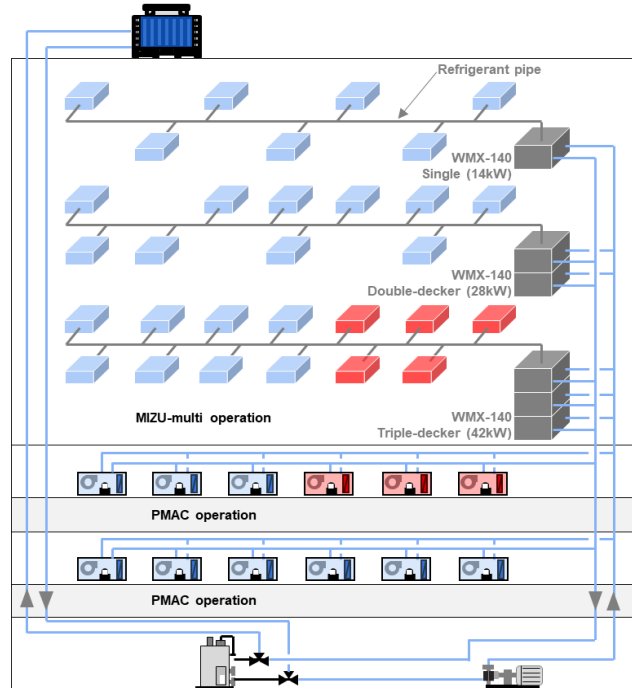 Refrigerant pipe
WMX-140
Single (14kW)
WMX-140
Double-decker (28kW)
WMX-140
Triple-decker (42kW)
MIZU-multi operation
PMAC operation
PMAC operation